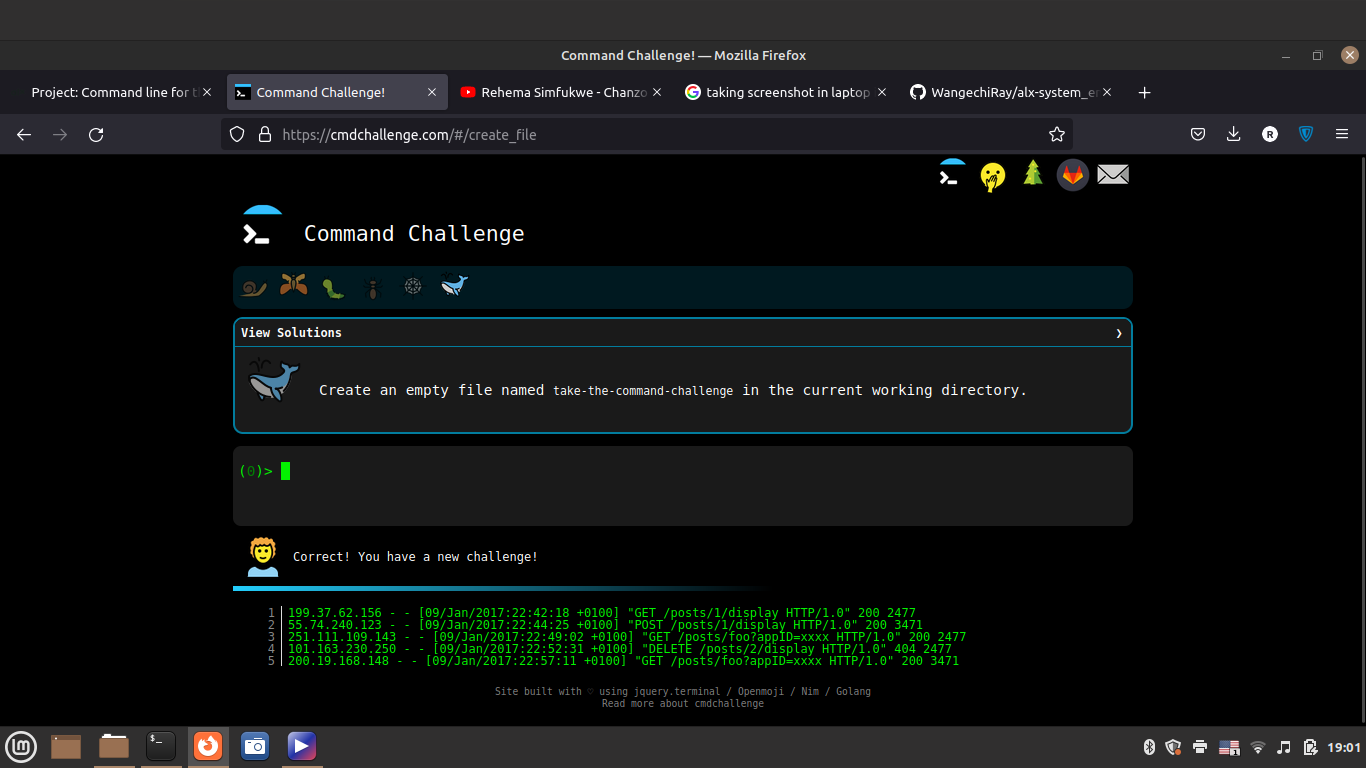 Command Challenge! — Mozilla Firefox
Project: Command line for t
Command Challenge!
Rehema Simfukwe - Chanzo
taking screenshot in laptop
WangechiRay/alx-system_er
https://cmdchallenge.com/#/create_file
R
Command Challenge
View Solutions
Create an empty file named take-the-command-challenge in the current working directory.
(0)>
Correct! You have a new challenge!
1 199.37.62.156 - - [09/Jan/2017:22:42:18 +0100] "GET /posts/1/display HTTP/1.0" 200 2477
2 55.74.240.123 - - [09/Jan/2017:22:44:25 +0100] "POST /posts/1/display HTTP/1.0" 200 3471
3 251.111.109.143 - - [09/Jan/2017:22:49:02 +0100] "GET /posts/foo?appID=xxxx HTTP/1.0" 200 2477
4 101.163.230.250 - - [09/Jan/2017:22:52:31 +0100] "DELETE /posts/2/display HTTP/1.0" 404 2477
5 200.19.168.148 - - [09/Jan/2017:22:57:11 +0100] "GET /posts/foo?appID=xxxx HTTP/1.0" 200 3471
Site built with ♡ using jquery.terminal / Openmoji / Nim / Golang
Read more about cmdchallenge
$_
1
19:01